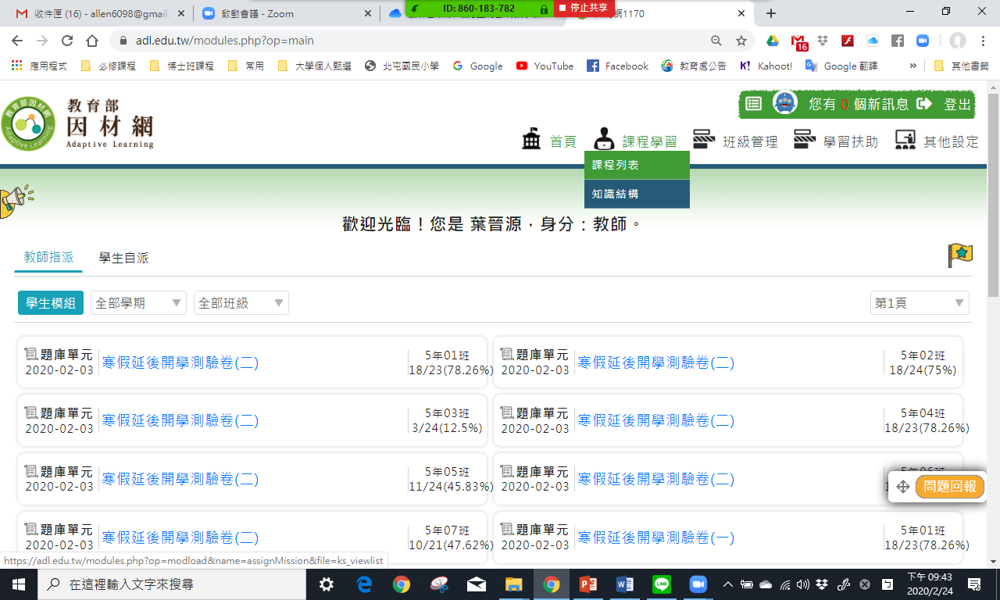 收件匣 (16) - allen6098@gmail.
啟動會議 - Zoom
ID: 860-183-782
停止共享
網1170
adl.edu.tw/modules.php?op=main
16
應用程式 必修課程 博士班課程 常用 大學個人甄選 北屯國民小學 Google YouTube Facebook 教育處公告 Kahoot! Google 翻譯 » 其他書籤
教育部
因材網
Adaptive Learning
教育部因材網
Adaptive Learning
您有 0 個新訊息 登出
首頁 課程學習 班級管理 學習扶助 其他設定
課程列表
知識結構
歡迎光臨！您是 葉晉源，身分：教師。
教師指派 學生自派
學生模組 全部學期 全部班級 第1頁
題庫單元 5年01班
2020-02-03 寒假延後開學測驗卷(二) 18/23(78.26%)
題庫單元 5年02班
2020-02-03 寒假延後開學測驗卷(二) 18/24(75%)
題庫單元 5年03班
2020-02-03 寒假延後開學測驗卷(二) 3/24(12.5%)
題庫單元 5年04班
2020-02-03 寒假延後開學測驗卷(二) 18/23(78.26%)
題庫單元 5年05班
2020-02-03 寒假延後開學測驗卷(二) 11/24(45.83%)
題庫單元 5年06班
2020-02-03 寒假延後開學測驗卷(二)
問題回報
題庫單元 5年07班
2020-02-03 寒假延後開學測驗卷(二) 10/21(47.62%)
題庫單元 5年01班
2020-02-03 寒假延後開學測驗卷(一) 18/23(78.26%)
https://adl.edu.tw/modules.php?op=modload&name=assignMission&file=ks_viewlist
在這裡輸入文字來搜尋
下午 09:43
2020/2/24